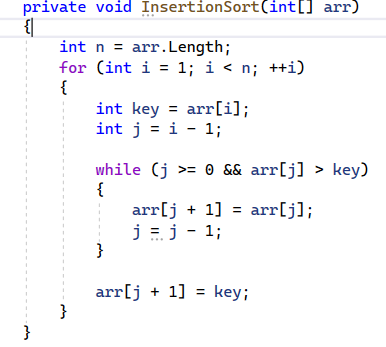 private void InsertionSort(int[] arr)
{
    int n = arr.Length;
    for (int i = 1; i < n; ++i)
    {
        int key = arr[i];
        int j = i - 1;

        while (j >= 0 && arr[j] > key)
        {
            arr[j + 1] = arr[j];
            j = j - 1;
        }

        arr[j + 1] = key;
    }
}